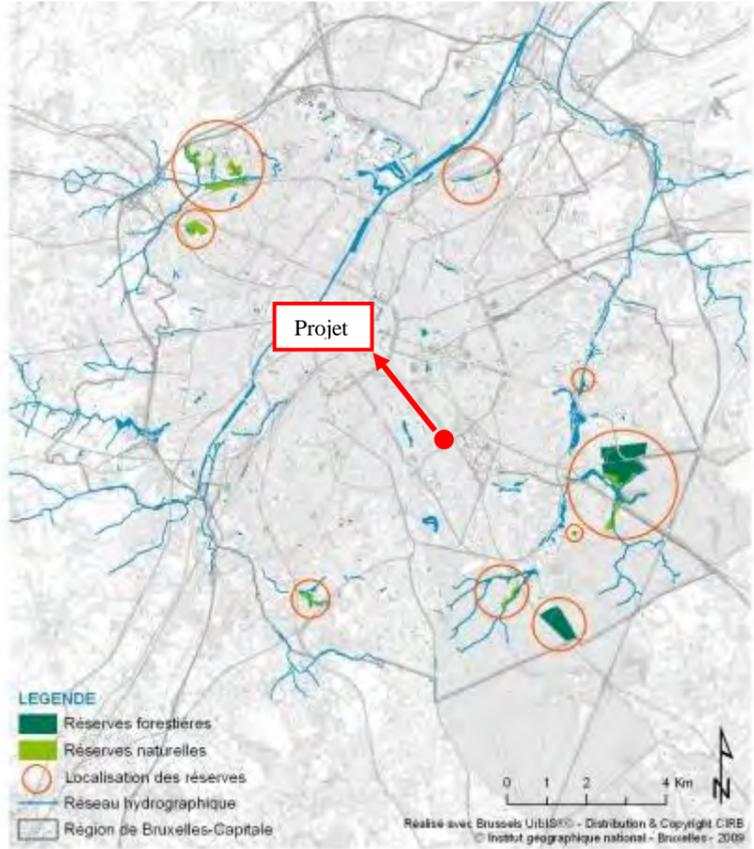 Projet
LEGENDE
Réserves forestières
Réserves naturelles
Localisation des réserves
Réseau hydrographique
Région de Bruxelles-Capitale
0 1 2 4 Km
N
Réalisé avec Brussels UrbIS®© - Distribution & Copyright CIRB
© Institut géographique national - Bruxelles - 2009